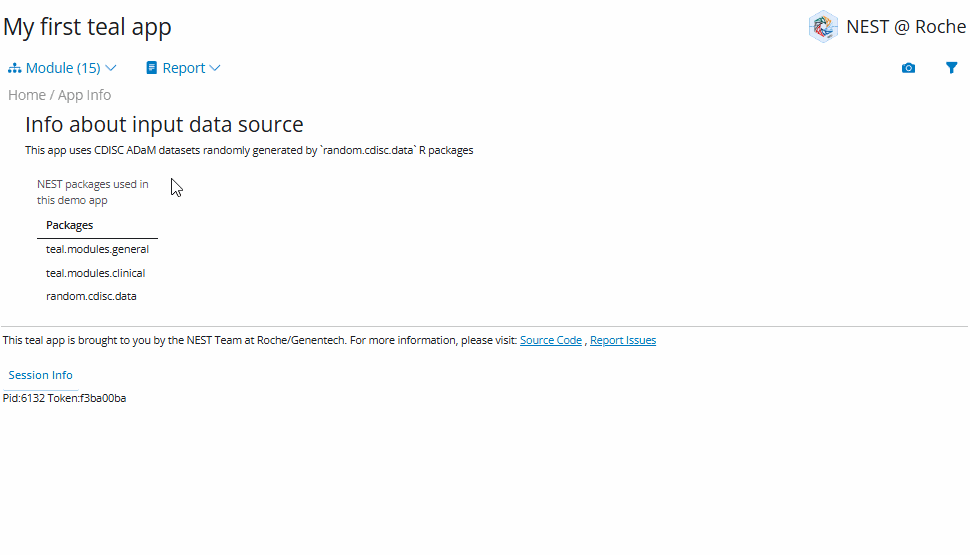 My first teal app
NEST @ Roche
Module (15)
Report
Home / App Info
Info about input data source
This app uses CDISC ADaM datasets randomly generated by `random.cdisc.data` R packages
NEST packages used in
this demo app
Packages
teal.modules.general
teal.modules.clinical
random.cdisc.data
This teal app is brought to you by the NEST Team at Roche/Genentech. For more information, please visit: Source Code , Report Issues
Session Info
Pid:6132 Token:f3ba00ba